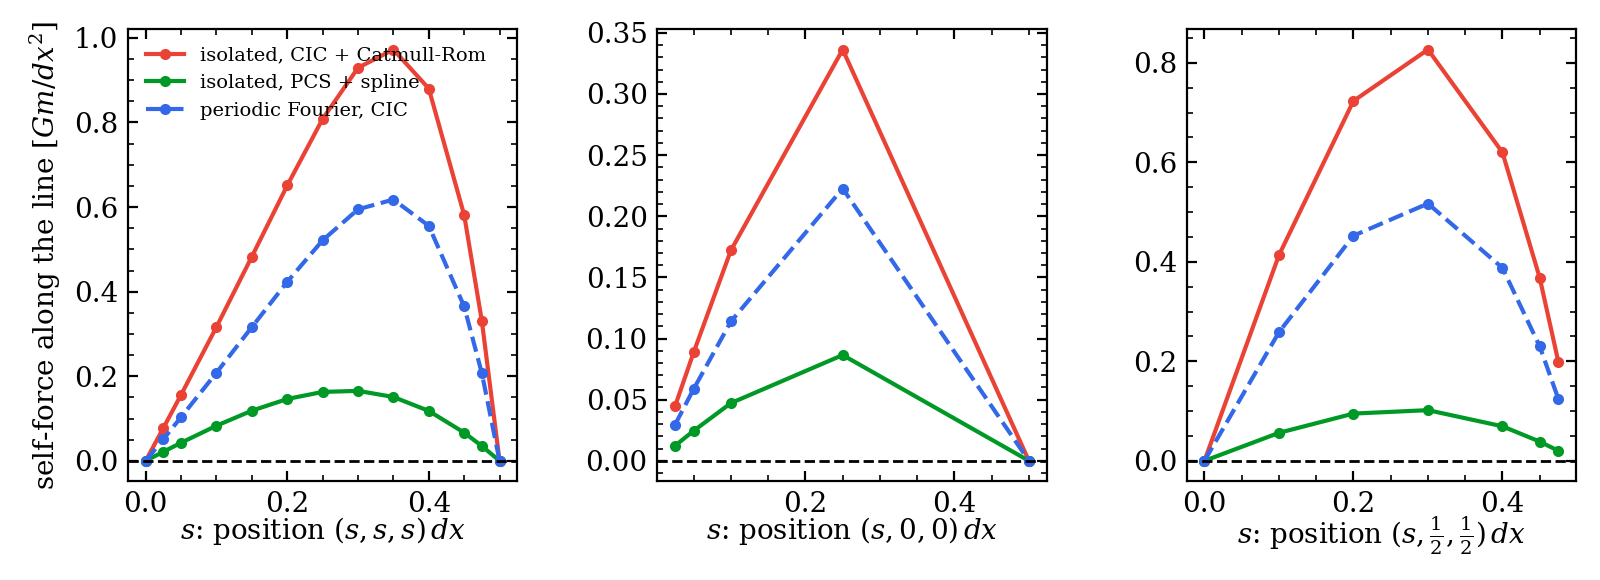 self-force along the line [Gm/dx²]
1.0
0.8
0.6
0.4
0.2
0.0
isolated, CIC + Catmull-Rom
isolated, PCS + spline
periodic Fourier, CIC
0.0 0.2 0.4
s: position (s, s, s) dx
0.35
0.30
0.25
0.20
0.15
0.10
0.05
0.00
0.2 0.4
s: position (s, 0, 0) dx
0.8
0.6
0.4
0.2
0.0
0.0 0.2 0.4
s: position (s, 1/2, 1/2) dx